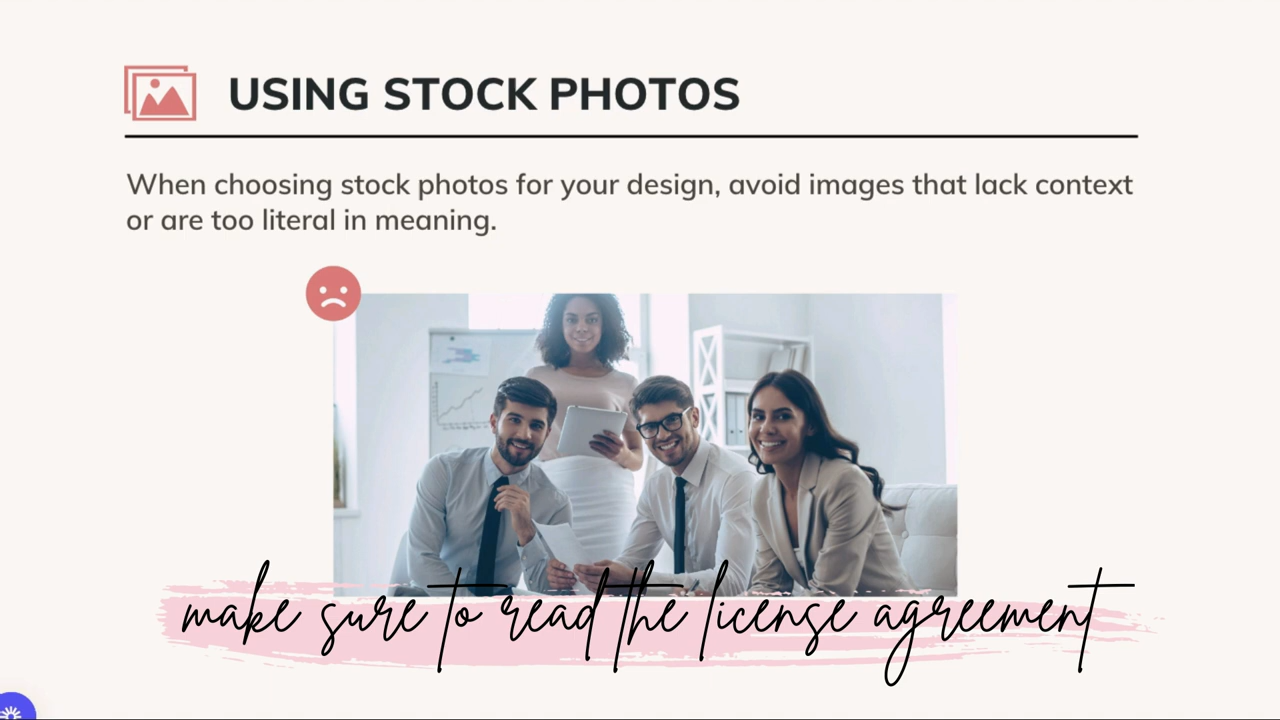 USING STOCK PHOTOS
When choosing stock photos for your design, avoid images that lack context
or are too literal in meaning.
make sure to read the license agreement